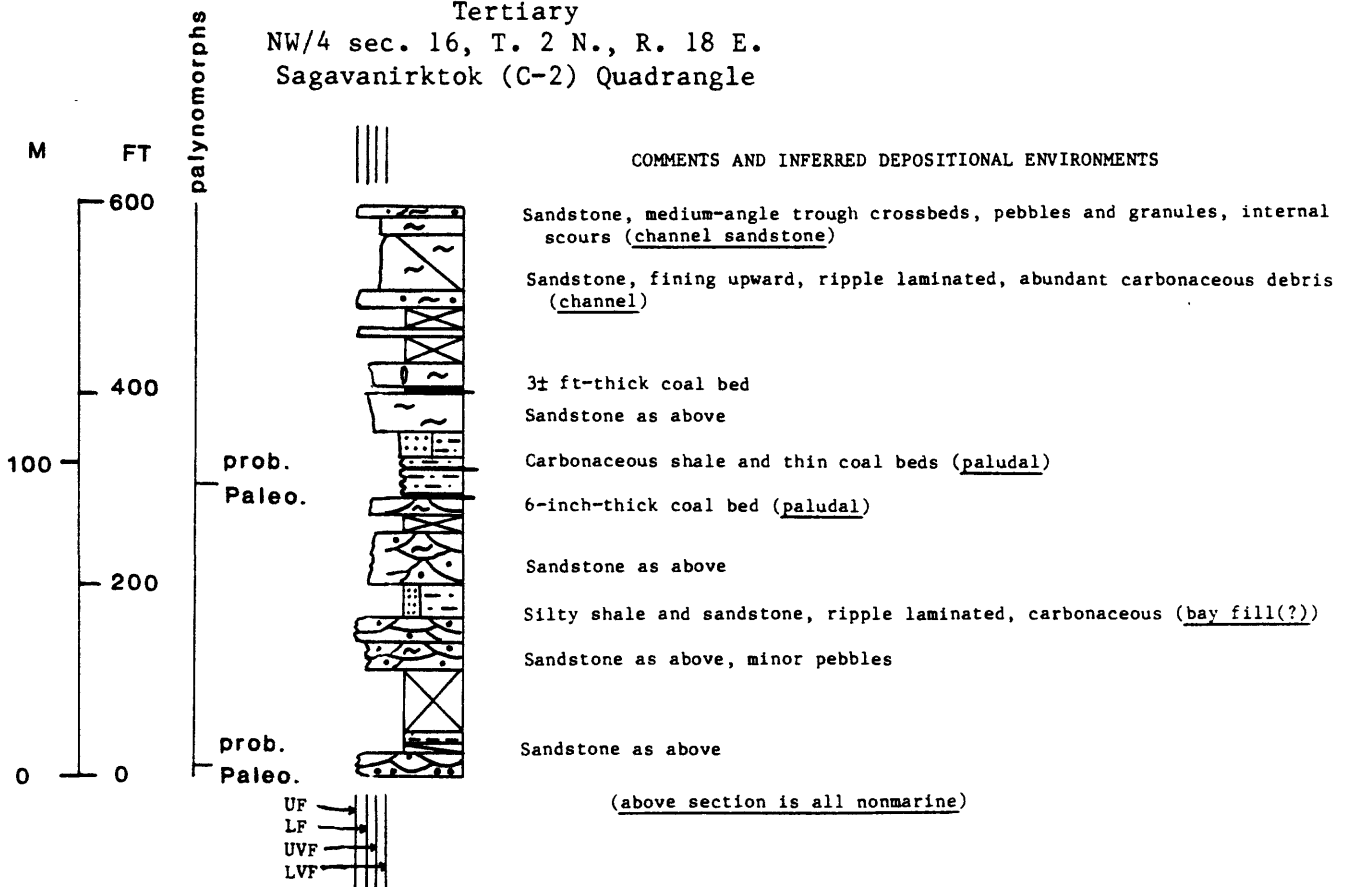 Tertiary
NW/4 sec. 16, T. 2 N., R. 18 E.
Sagavanirktok (C-2) Quadrangle
palynomorphs
M
FT
COMMENTS AND INFERRED DEPOSITIONAL ENVIRONMENTS
600
Sandstone, medium-angle trough crossbeds, pebbles and granules, internal
scours (channel sandstone)
Sandstone, fining upward, ripple laminated, abundant carbonaceous debris
(channel)
400
3± ft-thick coal bed
Sandstone as above
100
prob.
Paleo.
Carbonaceous shale and thin coal beds (paludal)
6-inch-thick coal bed (paludal)
Sandstone as above
200
Silty shale and sandstone, ripple laminated, carbonaceous (bay fill(?))
Sandstone as above, minor pebbles
prob.
Paleo.
Sandstone as above
0
0
(above section is all nonmarine)
UF
LF
UVF
LVF